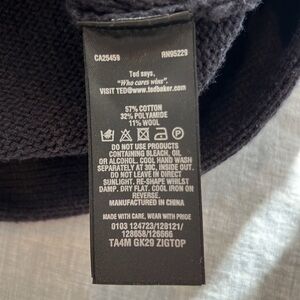 CA25459 RN95229
Ted says,
"Who cares wins".
VISIT TED@www.tedbaker.com
57% COTTON
32% POLYAMIDE
11% WOOL
DO NOT USE PRODUCTS
CONTAINING BLEACH, OIL
OR ALCOHOL. COOL HAND WASH
SEPARATELY AT 30C, INSIDE OUT.
DO NOT LEAVE IN DIRECT
SUNLIGHT. RE-SHAPE WHILST
DAMP. DRY FLAT. COOL IRON ON
REVERSE.
MANUFACTURED IN CHINA
MADE WITH CARE, WEAR WITH PRIDE
0103 124723/126121/
128658/126666
TA4M GK29 ZIGTOP